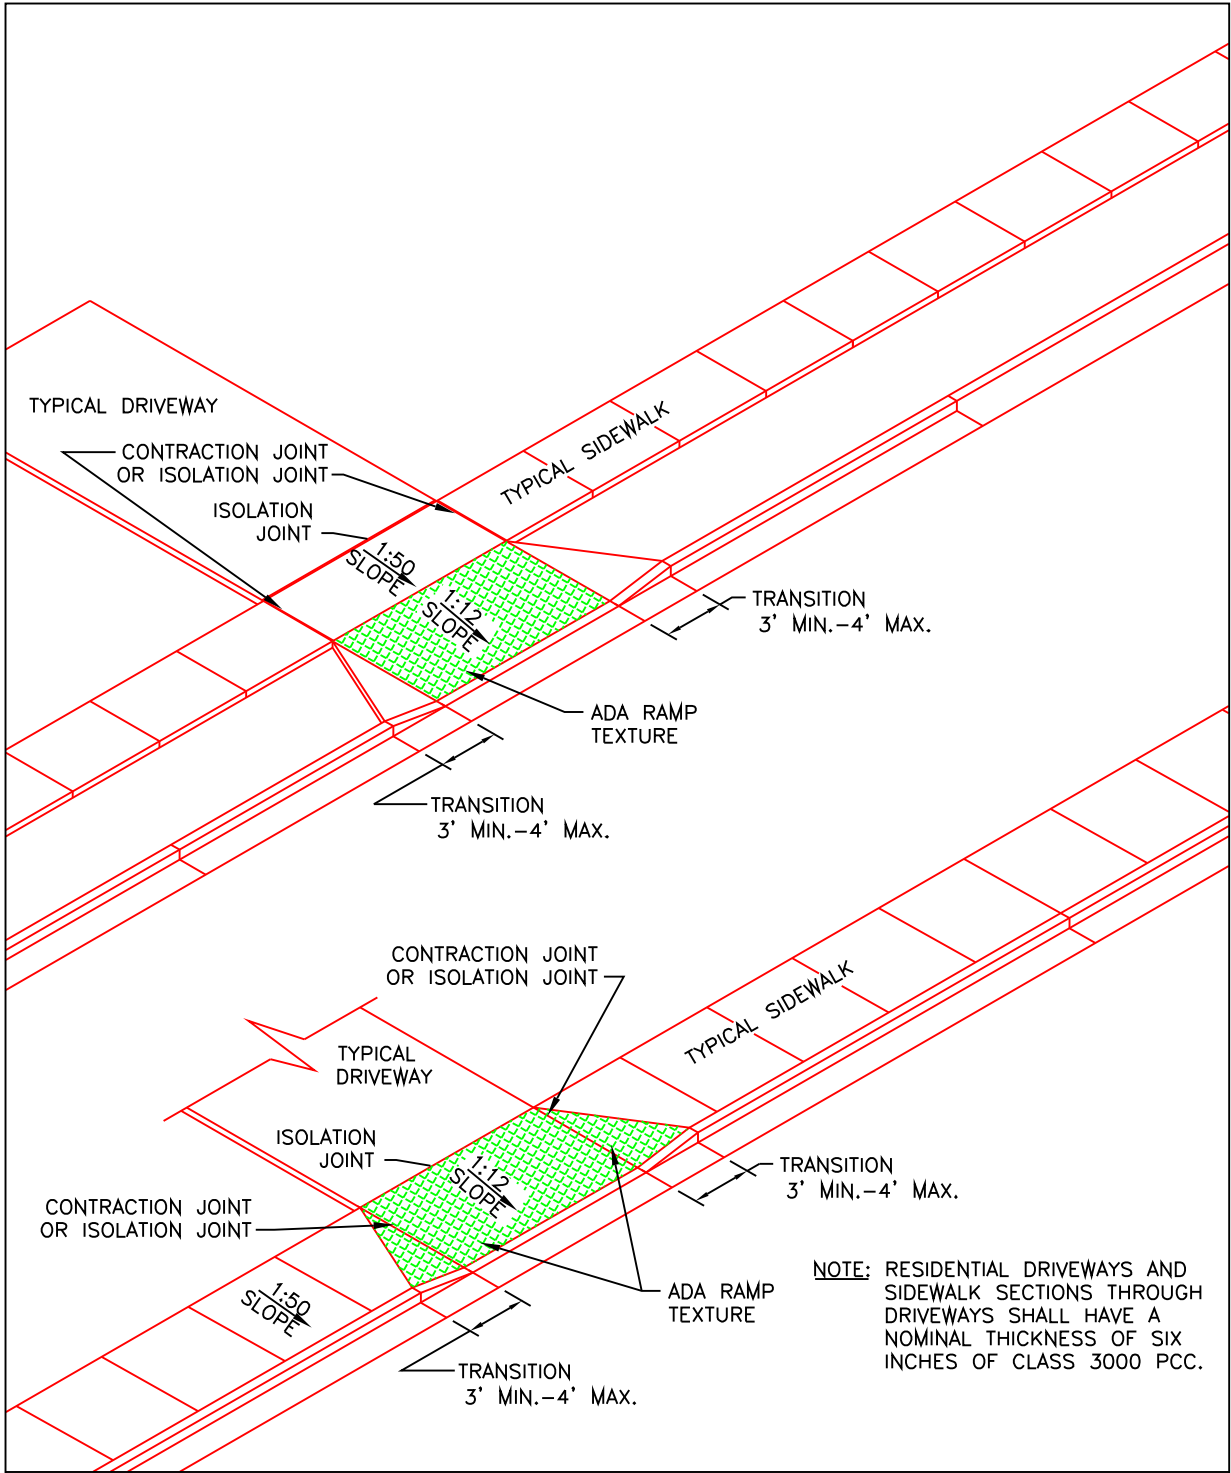 TYPICAL DRIVEWAY
CONTRACTION JOINT
OR ISOLATION JOINT
ISOLATION
JOINT
TYPICAL SIDEWALK
1:50
SLOPE
1:12
SLOPE
TRANSITION
3' MIN.-4' MAX.
ADA RAMP
TEXTURE
TRANSITION
3' MIN.-4' MAX.
CONTRACTION JOINT
OR ISOLATION JOINT
TYPICAL SIDEWALK
TYPICAL
DRIVEWAY
ISOLATION
JOINT
1:12
SLOPE
TRANSITION
3' MIN.-4' MAX.
CONTRACTION JOINT
OR ISOLATION JOINT
1:50
SLOPE
ADA RAMP
TEXTURE
TRANSITION
3' MIN.-4' MAX.
NOTE: RESIDENTIAL DRIVEWAYS AND
SIDEWALK SECTIONS THROUGH
DRIVEWAYS SHALL HAVE A
NOMINAL THICKNESS OF SIX
INCHES OF CLASS 3000 PCC.